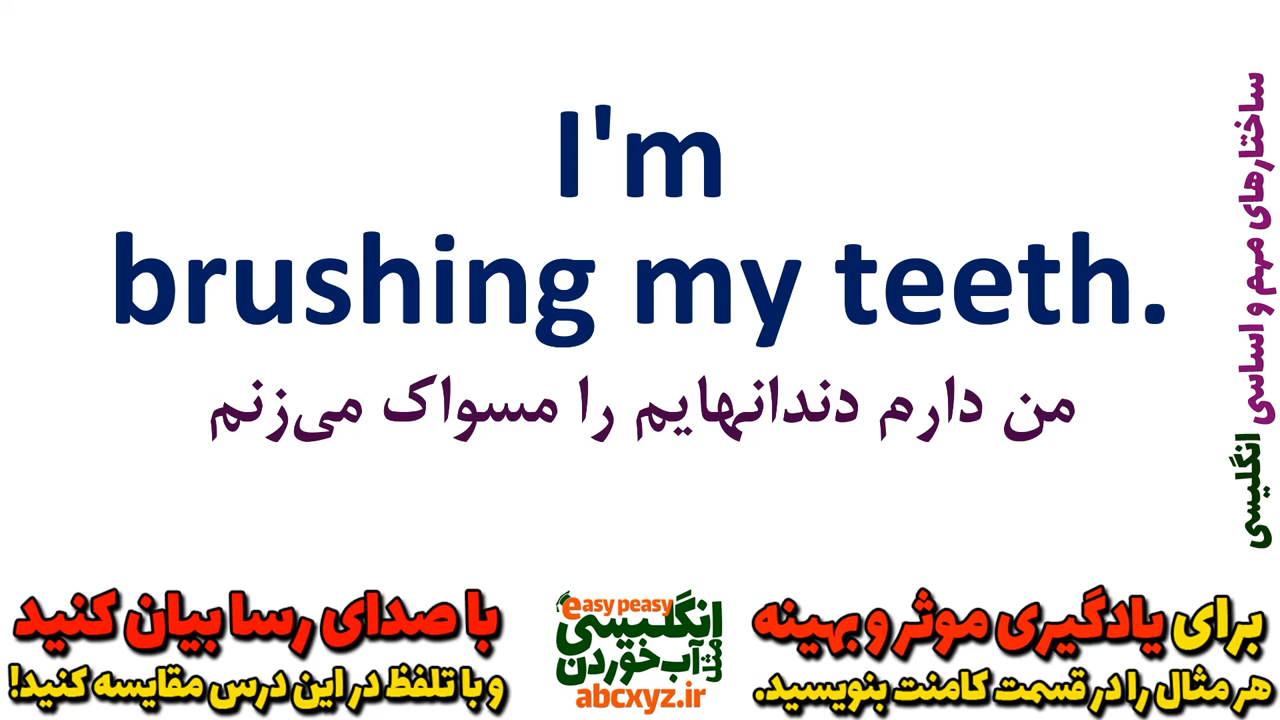 I'm
brushing my teeth.
من دارم دندانهایم را مسواک می‌زنم
ساختارهای مهم و اساسی انگلیسی
برای یادگیری موثر و بهینه
هر مثال را در قسمت کامنت بنویسید.
easy peasy
انگلیسی
مثل آب خوردن
abcxyz.ir
با صدای رسا بیان کنید
و با تلفظ در این درس مقایسه کنید!